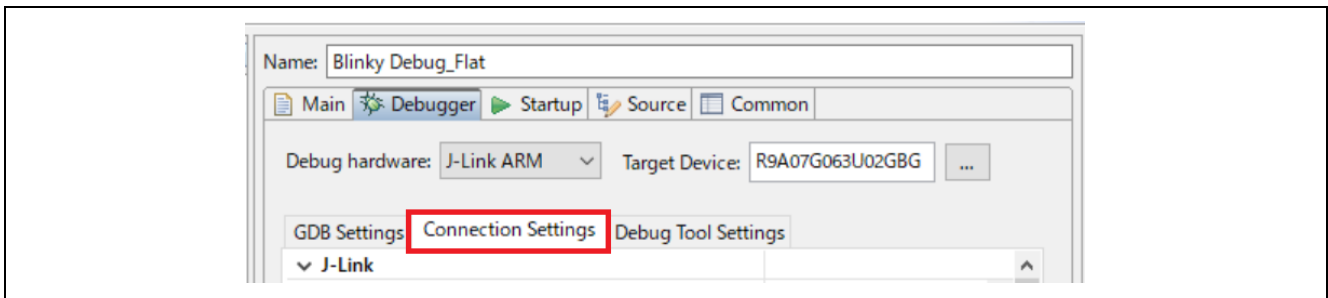 Name: Blinky Debug_Flat
Main Debugger Startup Source Common
Debug hardware: J-Link ARM Target Device: R9A07G063U02GBG ...
GDB Settings Connection Settings Debug Tool Settings
J-Link